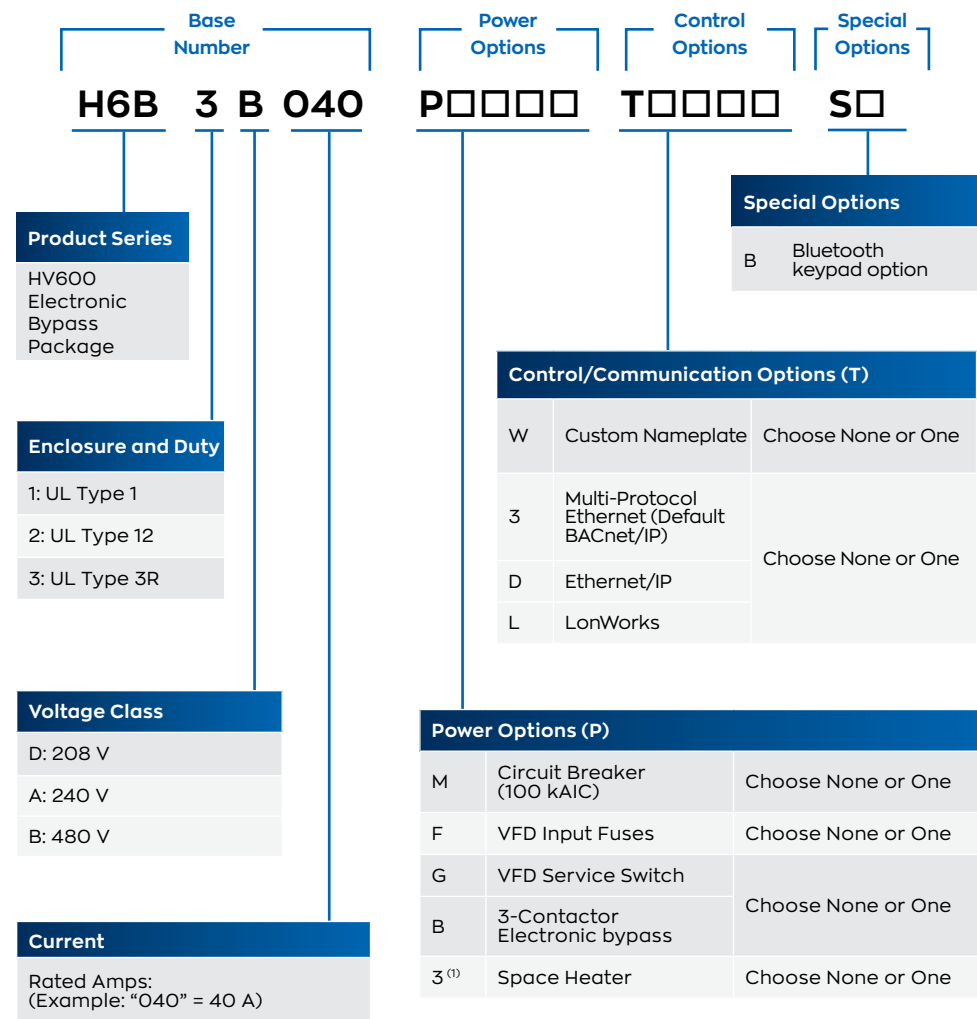 Base
Number
Power
Options
Control
Options
Special
Options
H6B 3 B 040 P□□□□ T□□□□ S□
Special Options
B Bluetooth
keypad option
Product Series
HV600
Electronic
Bypass
Package
Control/Communication Options (T)
W Custom Nameplate Choose None or One
3 Multi-Protocol
Ethernet (Default
BACnet/IP)
Choose None or One
D Ethernet/IP
L LonWorks
Enclosure and Duty
1: UL Type 1
2: UL Type 12
3: UL Type 3R
Voltage Class
D: 208 V
A: 240 V
B: 480 V
Power Options (P)
M Circuit Breaker
(100 kAIC)
Choose None or One
F VFD Input Fuses Choose None or One
G VFD Service Switch
Choose None or One
B 3-Contactor
Electronic bypass
3 (1) Space Heater Choose None or One
Current
Rated Amps:
(Example: “040” = 40 A)